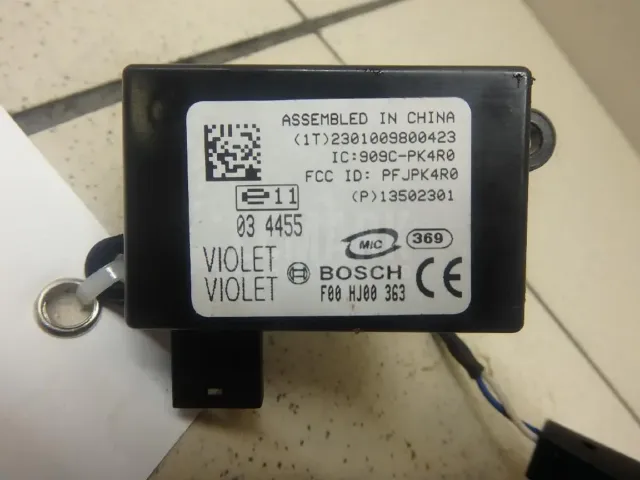 ASSEMBLED IN CHINA
(1T)2301009800423
IC:909C-PK4R0
FCC ID: PFJPK4R0
(P)13502301
e11
03 4455
MiC
369
VIOLET
VIOLET
BOSCH
F00 HJ00 363
CE